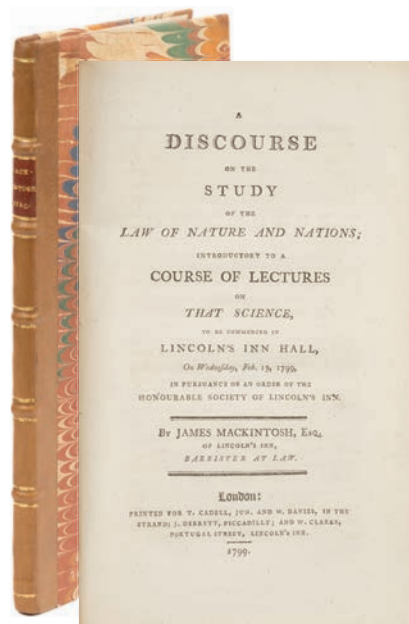 A
DISCOURSE
ON THE
STUDY
OF THE
LAW OF NATURE AND NATIONS;
INTRODUCTORY TO A
COURSE OF LECTURES
ON
THAT SCIENCE,
TO BE COMMENCED IN
LINCOLN'S INN HALL,
On Wednesday, Feb. 13, 1799,
IN PURSUANCE OF AN ORDER OF THE
HONOURABLE SOCIETY OF LINCOLN'S INN.
BY JAMES MACKINTOSH, ESQ.
OF LINCOLN'S INN,
BARRISTER AT LAW.
London:
PRINTED FOR T. CADELL, JUN. AND W. DAVIES, IN THE
STRAND; J. DEBRETT, PICCADILLY; AND W. CLARKE,
PORTUGAL STREET, LINCOLN'S INN.
1799.